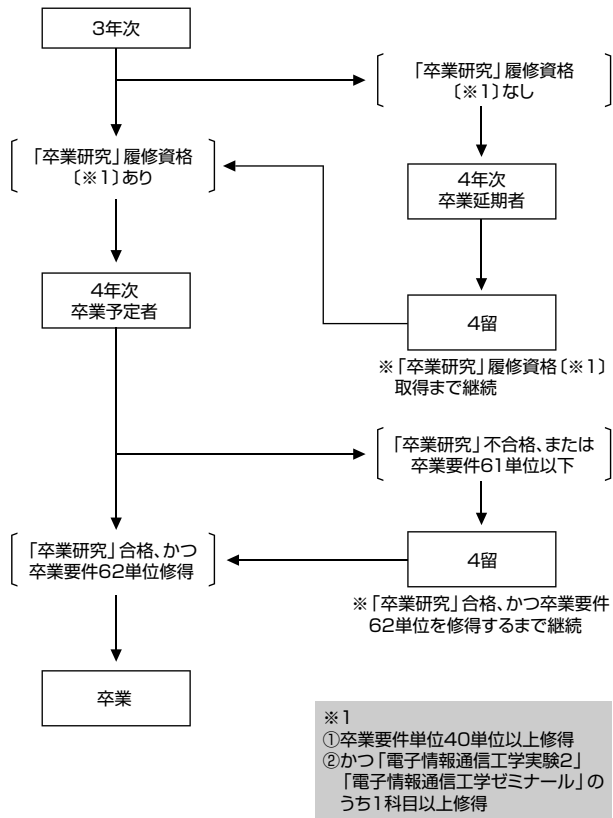 3年次
「卒業研究」履修資格
〔※1〕なし
「卒業研究」履修資格
〔※1〕あり
4年次
卒業延期者
4年次
卒業予定者
4留
※「卒業研究」履修資格〔※1〕
取得まで継続
「卒業研究」不合格、または
卒業要件61単位以下
「卒業研究」合格、かつ
卒業要件62単位修得
4留
※「卒業研究」合格、かつ卒業要件
62単位を修得するまで継続
卒業
※1
①卒業要件単位40単位以上修得
②かつ「電子情報通信工学実験2」
「電子情報通信工学ゼミナール」の
うち1科目以上修得